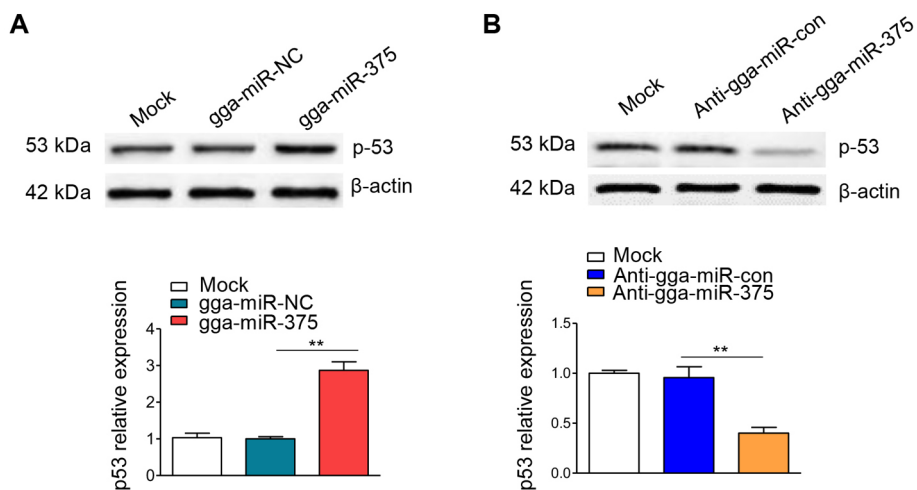 A
Mock
gga-miR-NC
gga-miR-375
53 kDa
p-53
42 kDa
β-actin
Mock
gga-miR-NC
gga-miR-375
p53 relative expression
4
3
2
1
0
**
B
Mock
Anti-gga-miR-con
Anti-gga-miR-375
53 kDa
p-53
42 kDa
β-actin
Mock
Anti-gga-miR-con
Anti-gga-miR-375
p53 relative expression
1.5
1.0
0.5
0.0
**